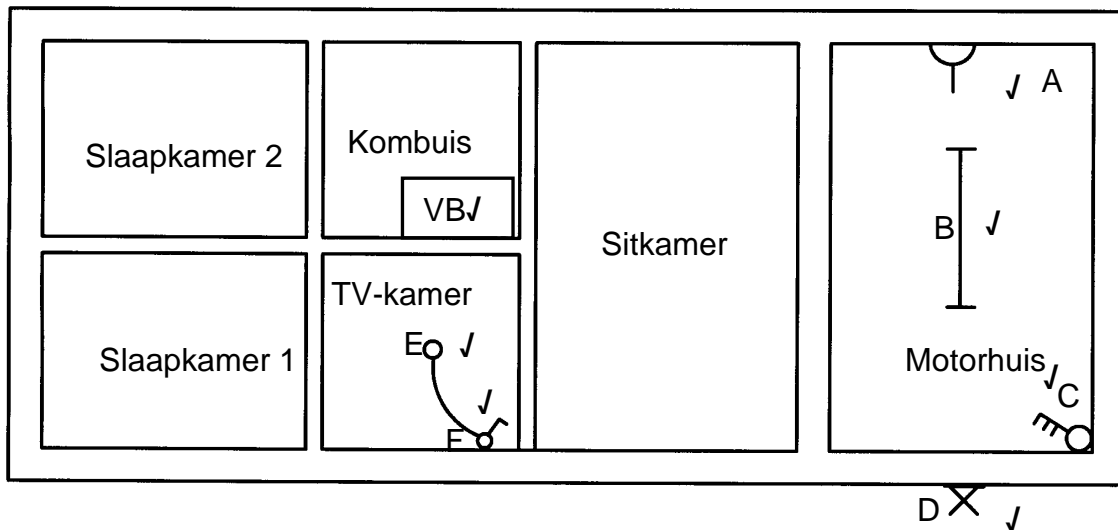 Slaapkamer 2
Kombuis
VB√
Sitkamer
√ A
B √
TV-kamer
Slaapkamer 1
E √
√
F
Motorhuis
√
C
D √